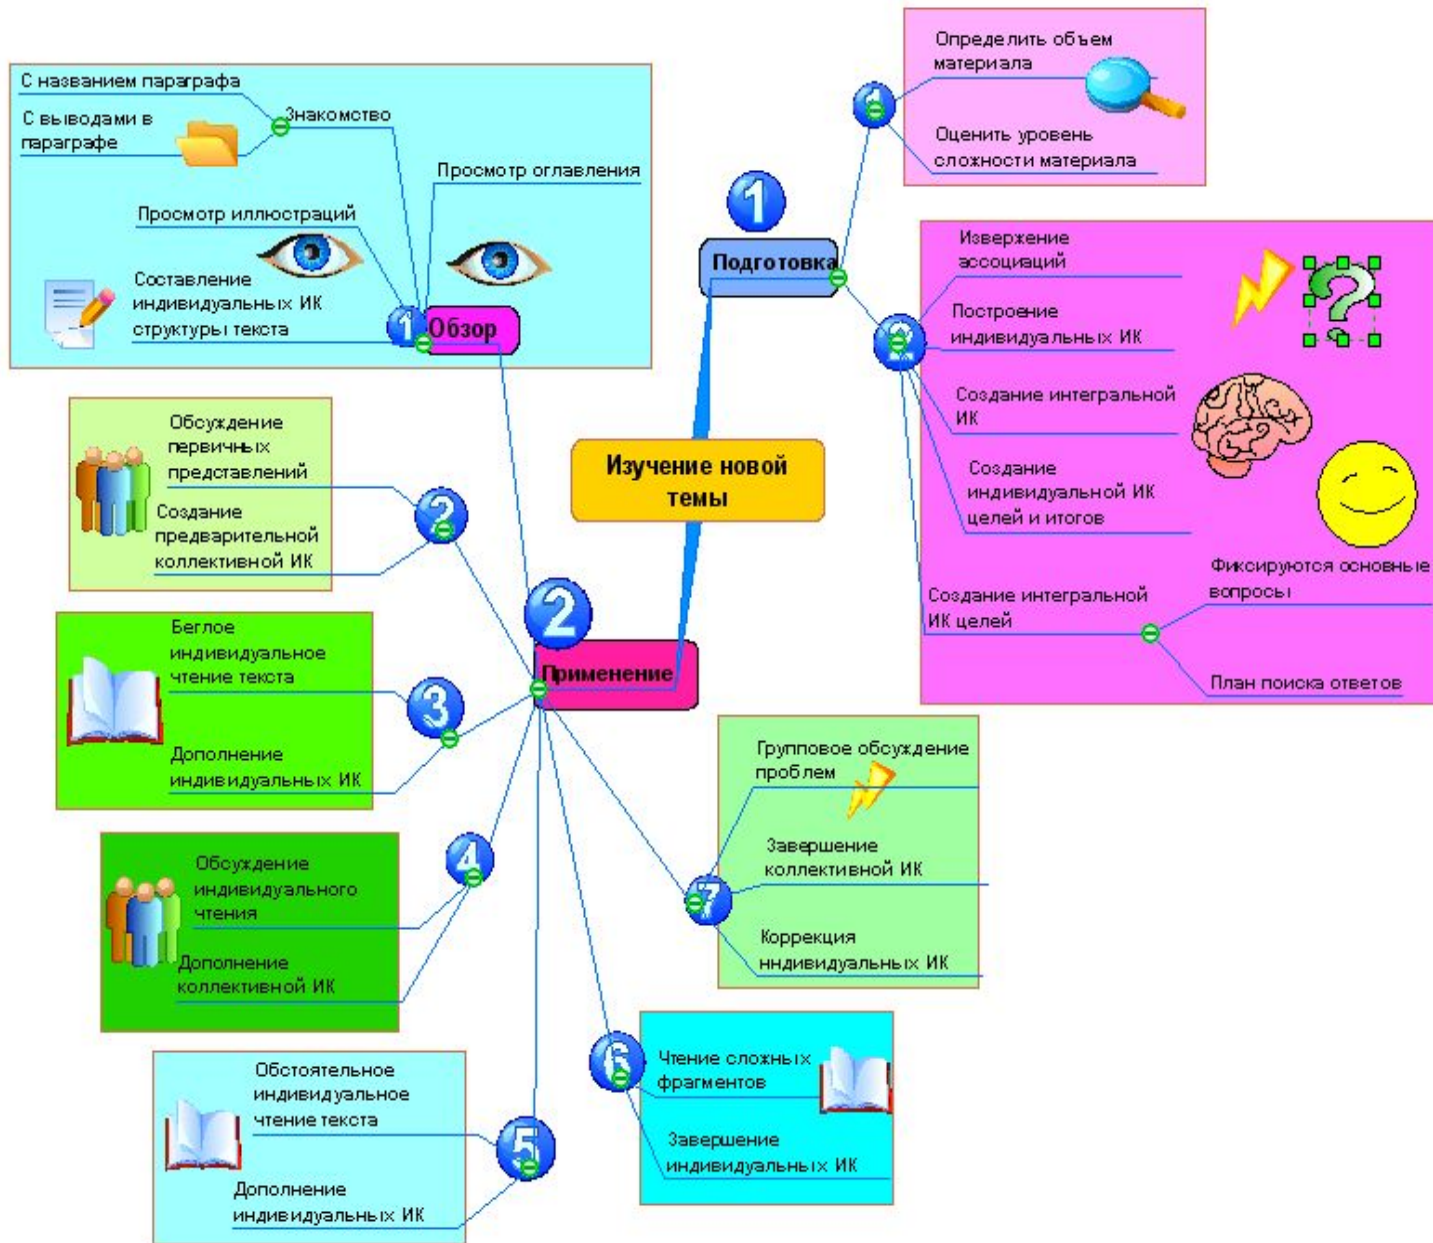 Изучение новой
темы
1
Подготовка
1
Определить объем
материала
Оценить уровень
сложности материала
2
Извержение
ассоциаций
Построение
индивидуальных ИК
Создание интегральной
ИК
Создание
индивидуальной ИК
целей и итогов
Создание интегральной
ИК целей
Фиксируются основные
вопросы
План поиска ответов
2
Применение
1
Обзор
Просмотр оглавления
Знакомство
С названием параграфа
С выводами в
параграфе
Просмотр иллюстраций
Составление
индивидуальных ИК
структуры текста
2
Обсуждение
первичных
представлений
Создание
предварительной
коллективной ИК
3
Беглое
индивидуальное
чтение текста
Дополнение
индивидуальных ИК
4
Обсуждение
индивидуального
чтения
Дополнение
коллективной ИК
5
Обстоятельное
индивидуальное
чтение текста
Дополнение
индивидуальных ИК
6
Чтение сложных
фрагментов
Завершение
индивидуальных ИК
7
Групповое обсуждение
проблем
Завершение
коллективной ИК
Коррекция
нндивидуальных ИК